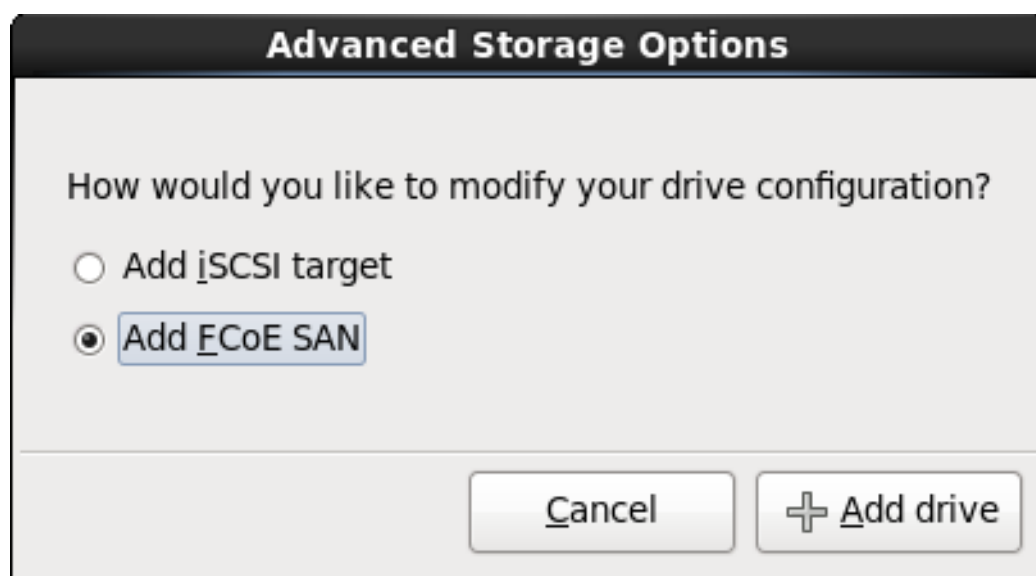 Advanced Storage Options
How would you like to modify your drive configuration?
Add iSCSI target
Add FCoE SAN
Cancel
Add drive